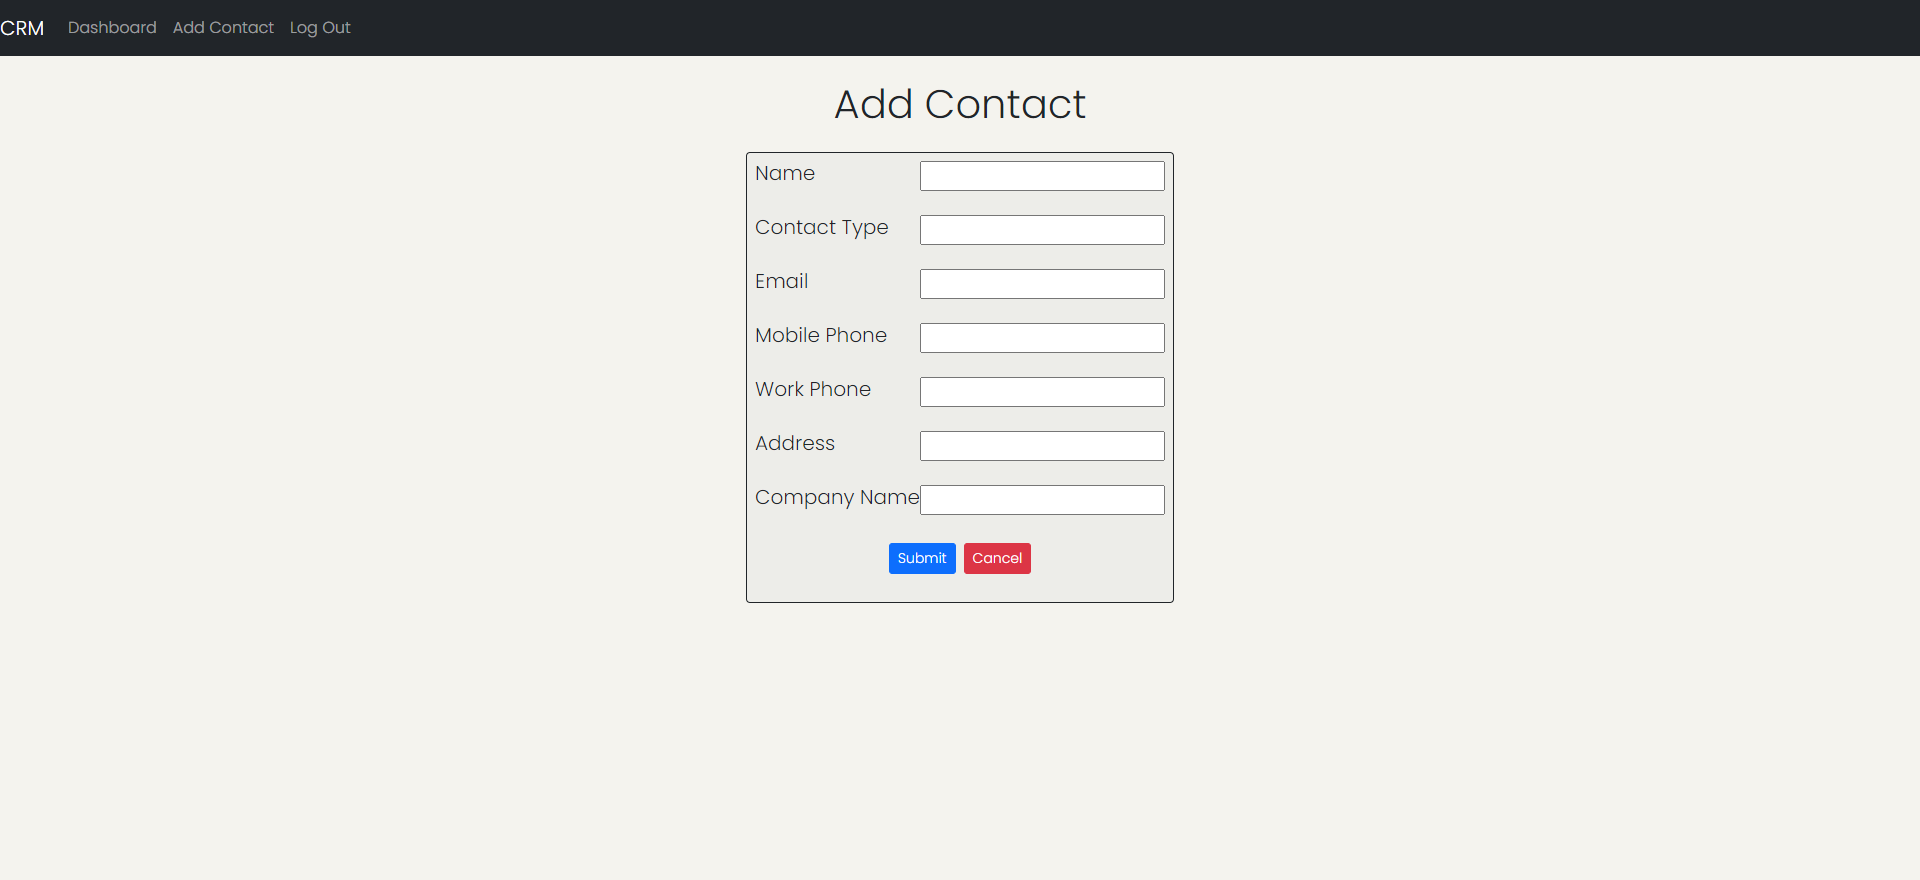 CRM Dashboard Add Contact Log Out
Add Contact
Name
Contact Type
Email
Mobile Phone
Work Phone
Address
Company Name
Submit Cancel